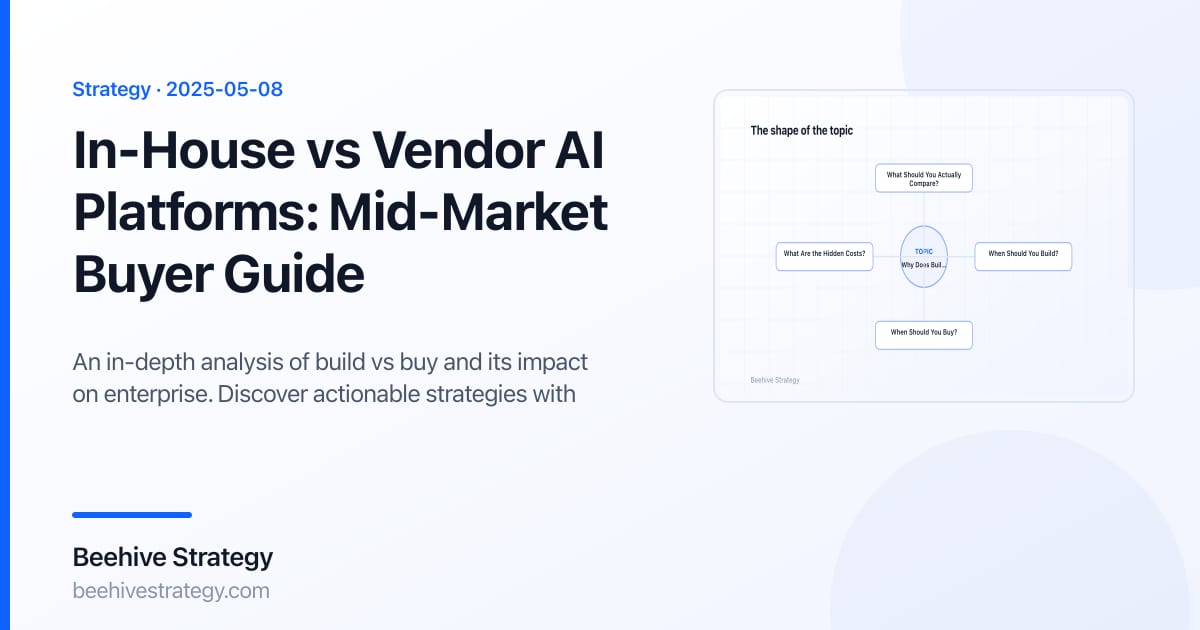 Strategy · 2025-05-08
In-House vs Vendor AI
Platforms: Mid-Market
Buyer Guide
An in-depth analysis of build vs buy and its impact
on enterprise. Discover actionable strategies with
Beehive Strategy
beehivestrategy.com
The shape of the topic
What Should You Actually
Compare?
What Are the Hidden Costs?
TOPIC
Why Does Buil...
When Should You Build?
When Should You Buy?
Beehive Strategy